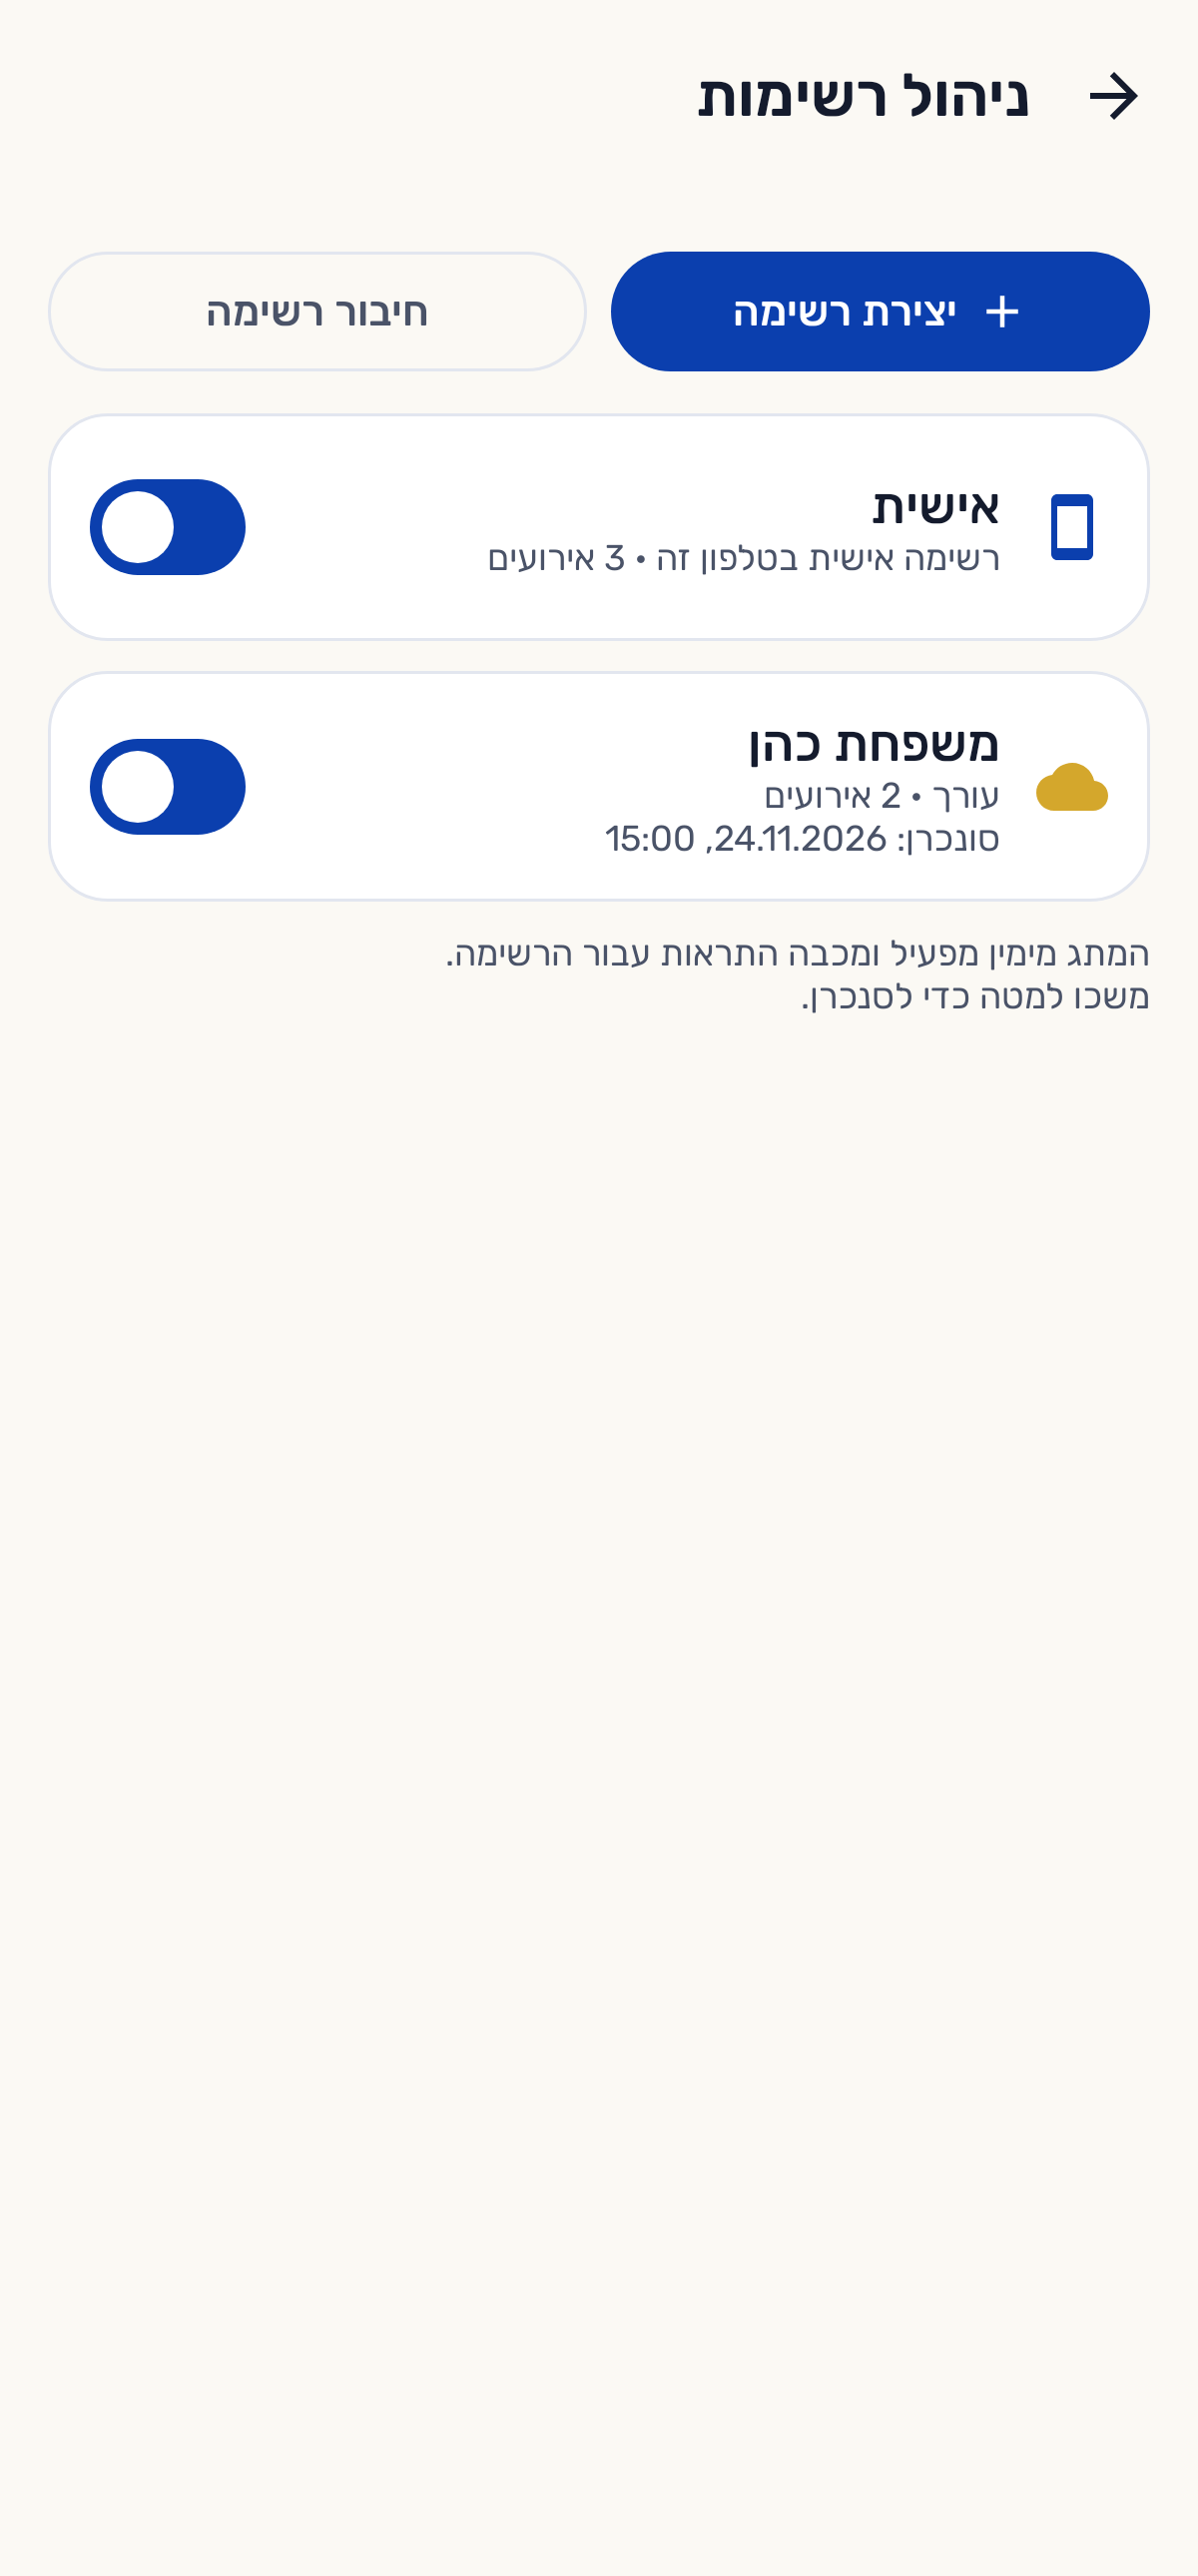 ניהול רשימות
יצירת רשימה
חיבור רשימה
אישית
רשימה אישית בטלפון זה • 3 אירועים
משפחת כהן
עורך • 2 אירועים
סונכרן: 24.11.2026, 15:00
המתג מימין מפעיל ומכבה התראות עבור הרשימה.
משכו למטה כדי לסנכרן.